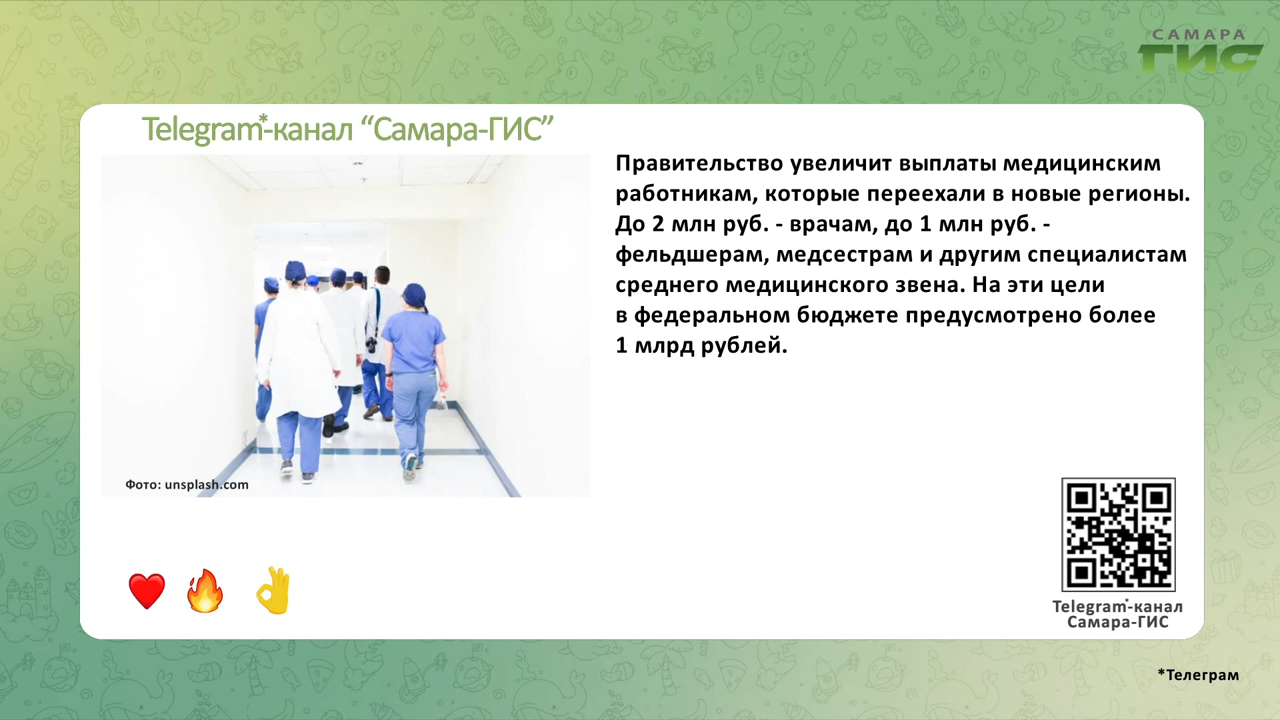 САМАРА
ГИС
Telegram*-канал “Самара-ГИС”
Правительство увеличит выплаты медицинским
работникам, которые переехали в новые регионы.
До 2 млн руб. - врачам, до 1 млн руб. -
фельдшерам, медсестрам и другим специалистам
среднего медицинского звена. На эти цели
в федеральном бюджете предусмотрено более
1 млрд рублей.
Фото: unsplash.com
Telegram*-канал
Самара-ГИС
*Телеграм